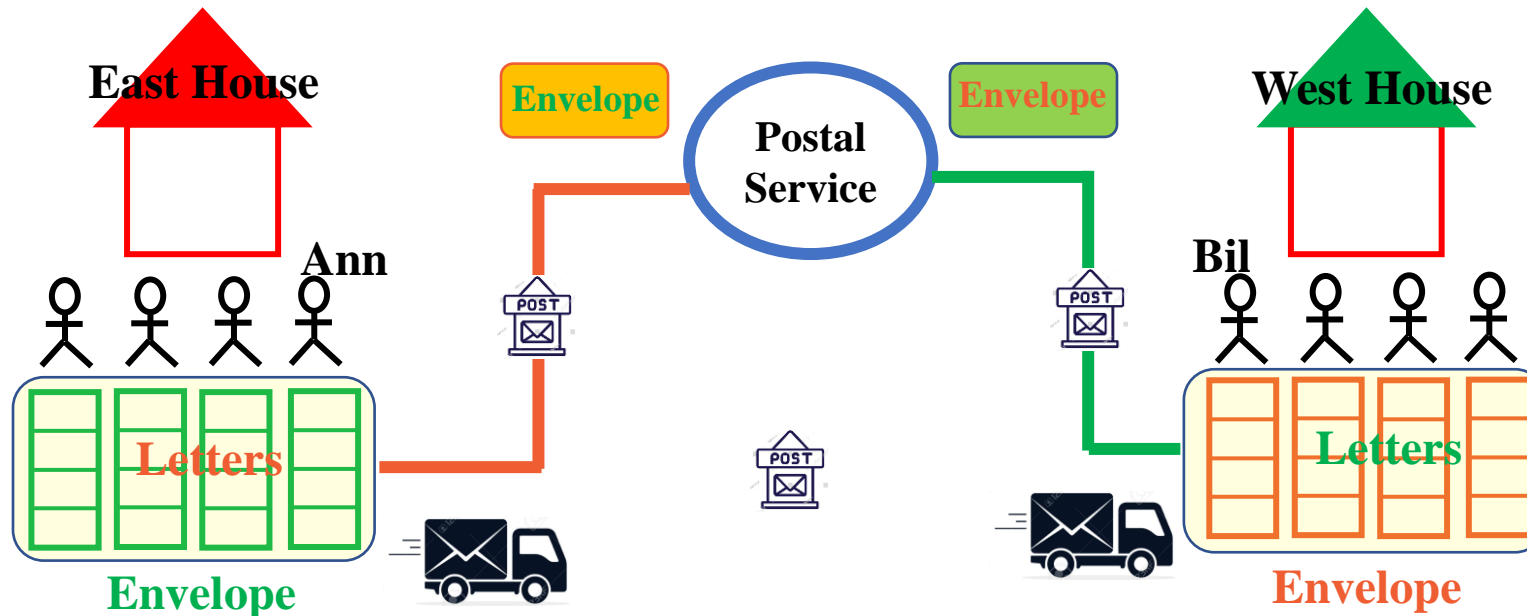 East House
Envelope
Postal
Service
Envelope
West House
Ann
Bil
POST
POST
Letters
POST
Letters
Envelope
Envelope